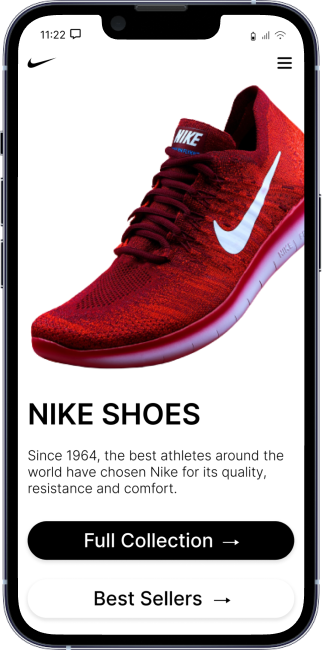 11:22
NIKE
NIKE SHOES
Since 1964, the best athletes around the
world have chosen Nike for its quality,
resistance and comfort.
Full Collection →
Best Sellers →